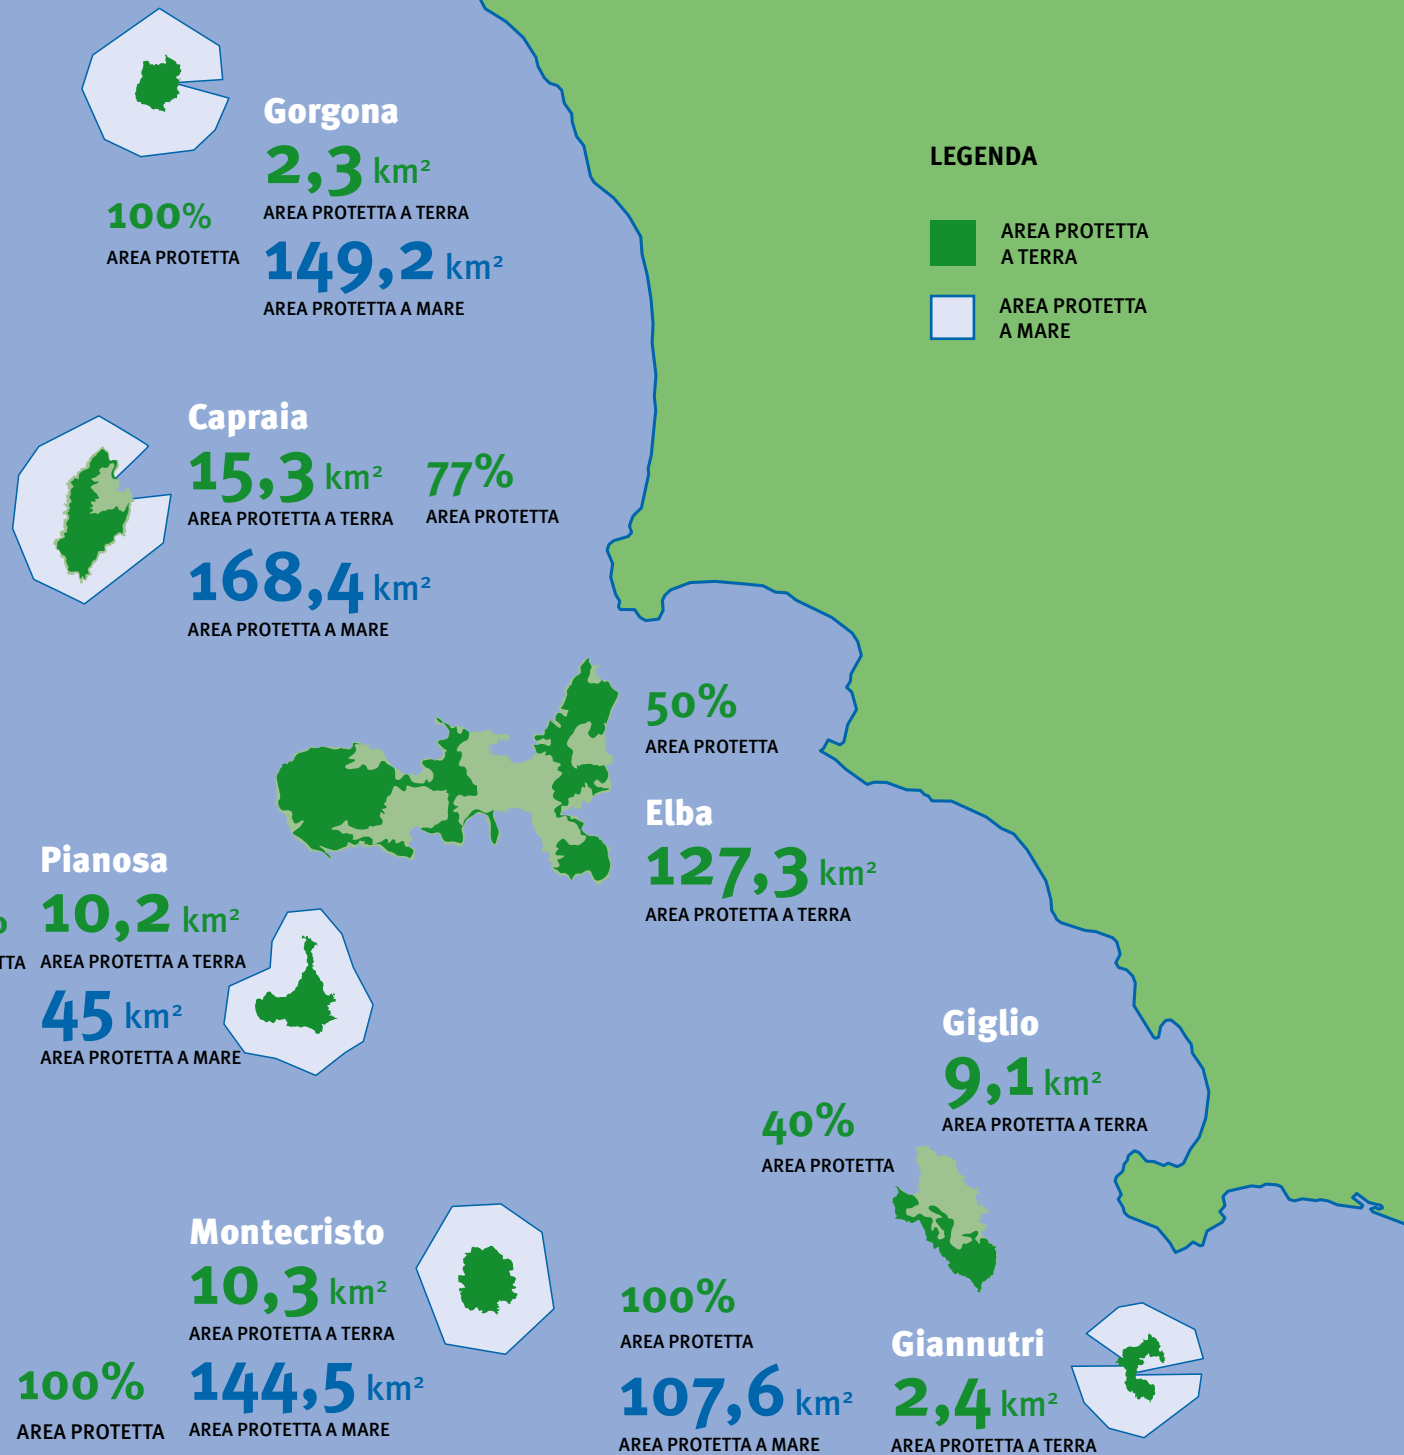 Gorgona
2,3 km²
AREA PROTETTA A TERRA
100%
AREA PROTETTA
149,2 km²
AREA PROTETTA A MARE
LEGENDA
AREA PROTETTA
A TERRA
AREA PROTETTA
A MARE
Capraia
15,3 km²
AREA PROTETTA A TERRA
77%
AREA PROTETTA
168,4 km²
AREA PROTETTA A MARE
50%
AREA PROTETTA
Elba
127,3 km²
AREA PROTETTA A TERRA
Pianosa
10,2 km²
AREA PROTETTA A TERRA
45 km²
AREA PROTETTA A MARE
Giglio
9,1 km²
AREA PROTETTA A TERRA
40%
AREA PROTETTA
Montecristo
10,3 km²
AREA PROTETTA A TERRA
100%
AREA PROTETTA
144,5 km²
AREA PROTETTA A MARE
100%
AREA PROTETTA
107,6 km²
AREA PROTETTA A MARE
Giannutri
2,4 km²
AREA PROTETTA A TERRA